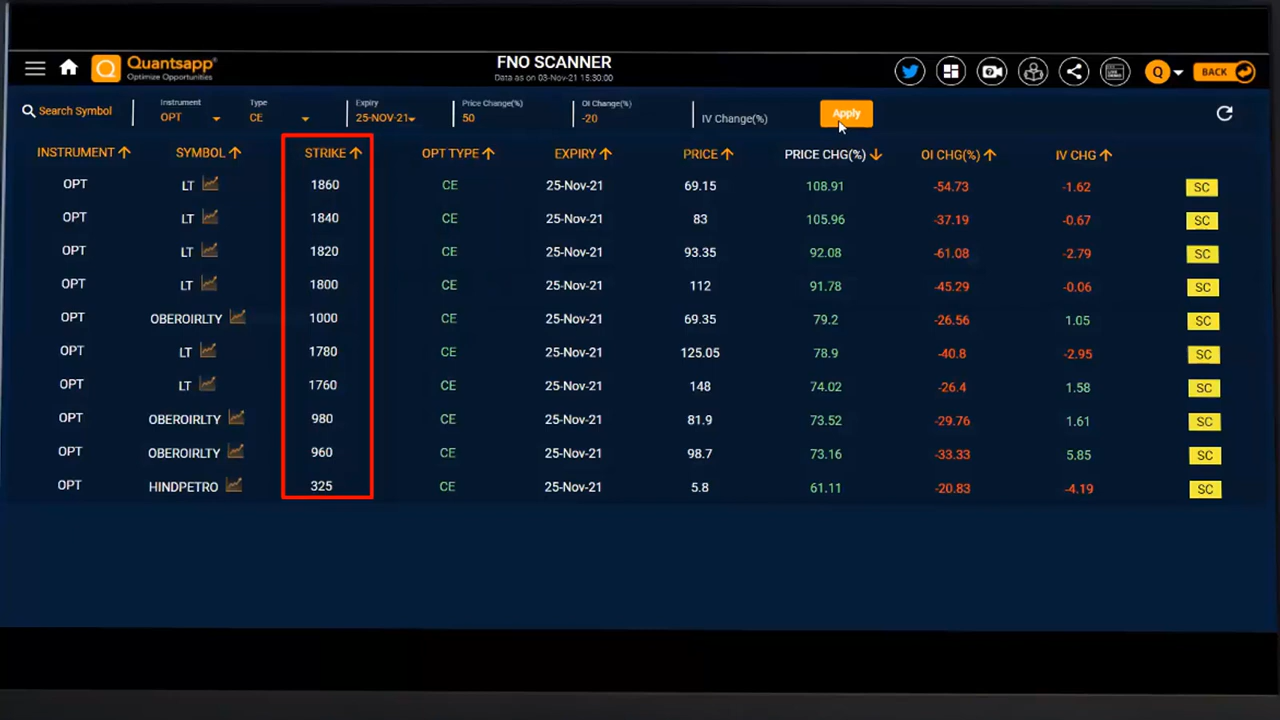 Quantsapp
Optimize Opportunities
FNO SCANNER
Data as on 03-Nov-21 15:30:00
Q
BACK
Search Symbol
Instrument
OPT
Type
CE
Expiry
25-NOV-21
Price Change(%)
50
OI Change(%)
-20
IV Change(%)
Apply
INSTRUMENT SYMBOL STRIKE OPT TYPE EXPIRY PRICE PRICE CHG(%) OI CHG(%) IV CHG
OPT LT 1860 CE 25-Nov-21 69.15 108.91 -54.73 -1.62 SC
OPT LT 1840 CE 25-Nov-21 83 105.96 -37.19 -0.67 SC
OPT LT 1820 CE 25-Nov-21 93.35 92.08 -61.08 -2.79 SC
OPT LT 1800 CE 25-Nov-21 112 91.78 -45.29 -0.06 SC
OPT OBEROIRLTY 1000 CE 25-Nov-21 69.35 79.2 -26.56 1.05 SC
OPT LT 1780 CE 25-Nov-21 125.05 78.9 -40.8 -2.95 SC
OPT LT 1760 CE 25-Nov-21 148 74.02 -26.4 1.58 SC
OPT OBEROIRLTY 980 CE 25-Nov-21 81.9 73.52 -29.76 1.61 SC
OPT OBEROIRLTY 960 CE 25-Nov-21 98.7 73.16 -33.33 5.85 SC
OPT HINDPETRO 325 CE 25-Nov-21 5.8 61.11 -20.83 -4.19 SC